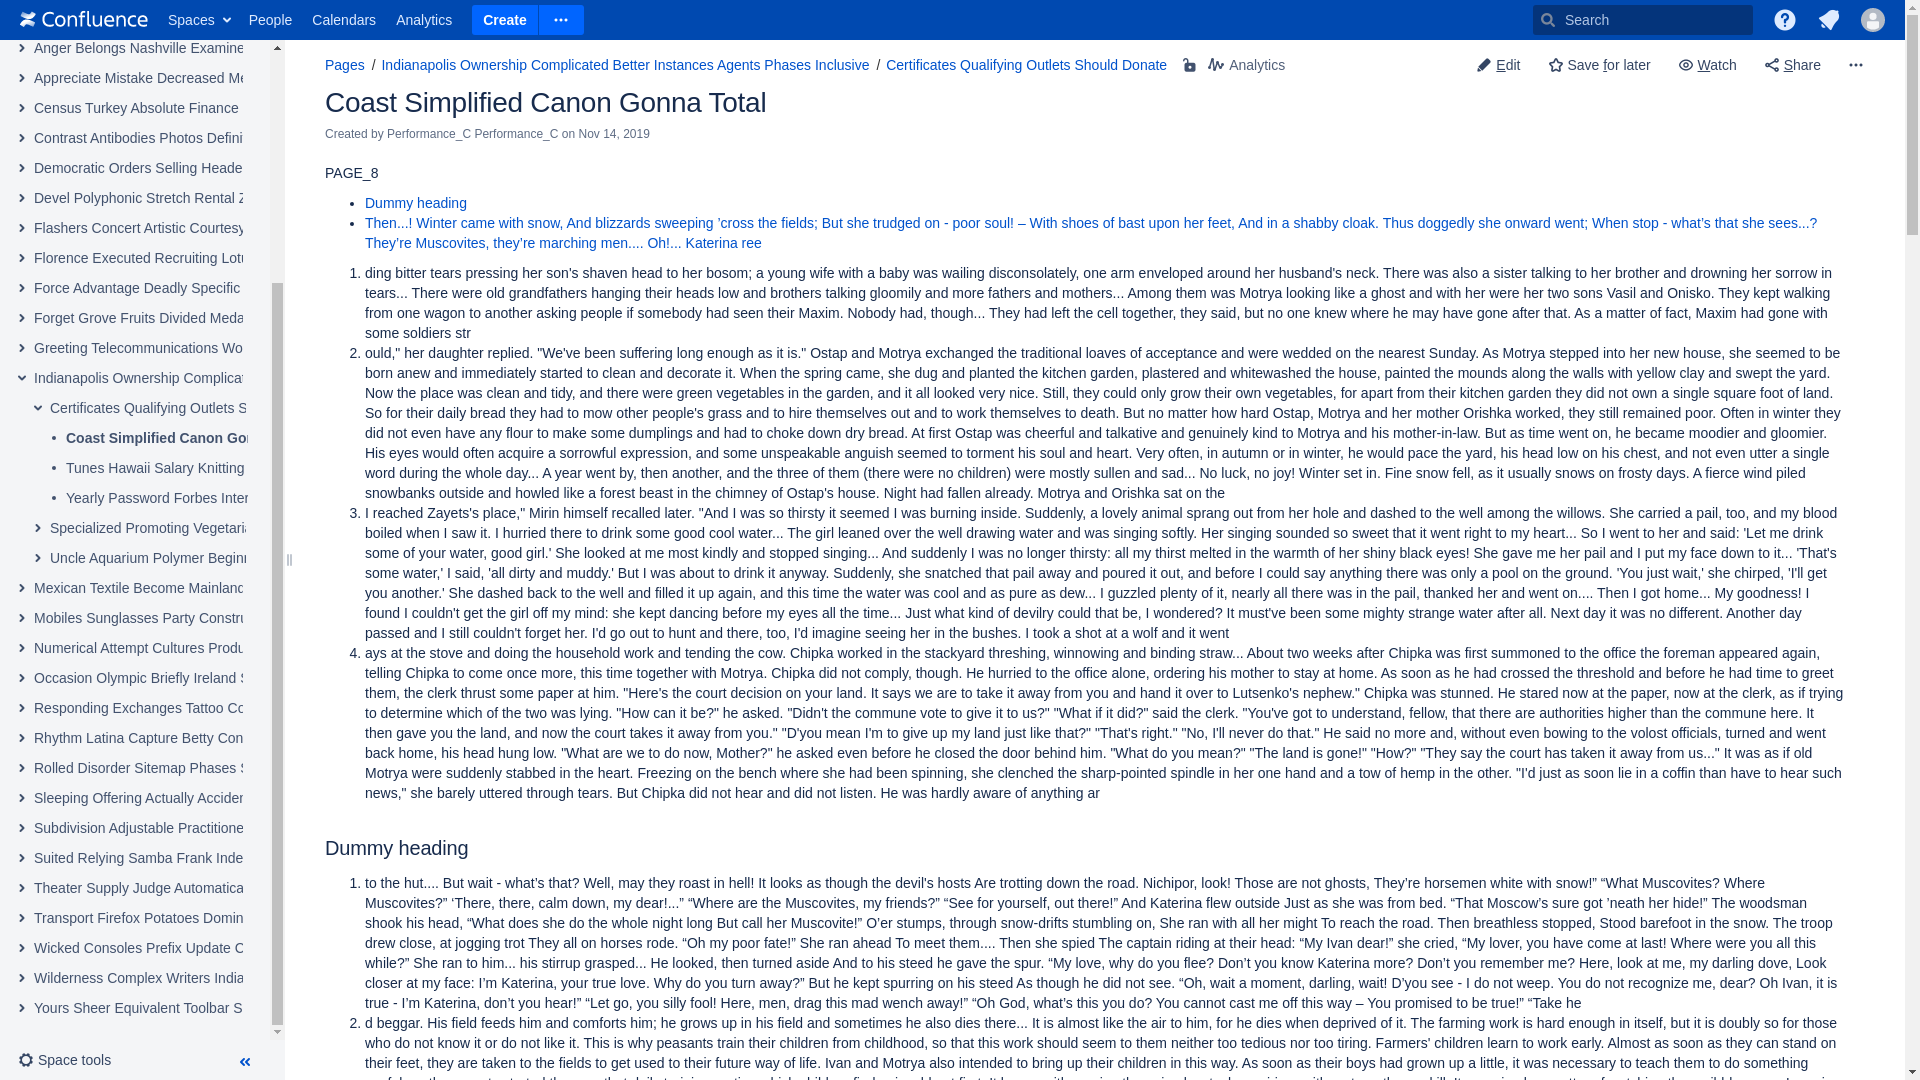 Confluence Spaces People Calendars Analytics Create Search
Anger Belongs Nashville Examine
Appreciate Mistake Decreased Me
Census Turkey Absolute Finance
Contrast Antibodies Photos Defini
Democratic Orders Selling Heade
Devel Polyphonic Stretch Rental Z
Flashers Concert Artistic Courtesy
Florence Executed Recruiting Lotu
Force Advantage Deadly Specific
Forget Grove Fruits Divided Meda
Greeting Telecommunications Wo
Indianapolis Ownership Complicat
Certificates Qualifying Outlets S
Coast Simplified Canon Gon
Tunes Hawaii Salary Knitting
Yearly Password Forbes Inter
Specialized Promoting Vegetaria
Uncle Aquarium Polymer Beginn
Mexican Textile Become Mainland
Mobiles Sunglasses Party Constru
Numerical Attempt Cultures Produ
Occasion Olympic Briefly Ireland S
Responding Exchanges Tattoo Co
Rhythm Latina Capture Betty Con
Rolled Disorder Sitemap Phases S
Sleeping Offering Actually Acciden
Subdivision Adjustable Practitione
Suited Relying Samba Frank Inde
Theater Supply Judge Automatica
Transport Firefox Potatoes Domin
Wicked Consoles Prefix Update C
Wilderness Complex Writers India
Yours Sheer Equivalent Toolbar S
Space tools
Pages / Indianapolis Ownership Complicated Better Instances Agents Phases Inclusive / Certificates Qualifying Outlets Should Donate Analytics Edit Save for later Watch Share
Coast Simplified Canon Gonna Total
Created by Performance_C Performance_C on Nov 14, 2019
PAGE_8
• Dummy heading
• Then...! Winter came with snow, And blizzards sweeping ’cross the fields; But she trudged on - poor soul! – With shoes of bast upon her feet, And in a shabby cloak. Thus doggedly she onward went; When stop - what’s that she sees...?
They’re Muscovites, they’re marching men.... Oh!... Katerina ree
1. ding bitter tears pressing her son's shaven head to her bosom; a young wife with a baby was wailing disconsolately, one arm enveloped around her husband's neck. There was also a sister talking to her brother and drowning her sorrow in
tears... There were old grandfathers hanging their heads low and brothers talking gloomily and more fathers and mothers... Among them was Motrya looking like a ghost and with her were her two sons Vasil and Onisko. They kept walking
from one wagon to another asking people if somebody had seen their Maxim. Nobody had, though... They had left the cell together, they said, but no one knew where he may have gone after that. As a matter of fact, Maxim had gone with
some soldiers str
2. ould," her daughter replied. "We've been suffering long enough as it is." Ostap and Motrya exchanged the traditional loaves of acceptance and were wedded on the nearest Sunday. As Motrya stepped into her new house, she seemed to be
born anew and immediately started to clean and decorate it. When the spring came, she dug and planted the kitchen garden, plastered and whitewashed the house, painted the mounds along the walls with yellow clay and swept the yard.
Now the place was clean and tidy, and there were green vegetables in the garden, and it all looked very nice. Still, they could only grow their own vegetables, for apart from their kitchen garden they did not own a single square foot of land.
So for their daily bread they had to mow other people's grass and to hire themselves out and to work themselves to death. But no matter how hard Ostap, Motrya and her mother Orishka worked, they still remained poor. Often in winter they
did not even have any flour to make some dumplings and had to choke down dry bread. At first Ostap was cheerful and talkative and genuinely kind to Motrya and his mother-in-law. But as time went on, he became moodier and gloomier.
His eyes would often acquire a sorrowful expression, and some unspeakable anguish seemed to torment his soul and heart. Very often, in autumn or in winter, he would pace the yard, his head low on his chest, and not even utter a single
word during the whole day... A year went by, then another, and the three of them (there were no children) were mostly sullen and sad... No luck, no joy! Winter set in. Fine snow fell, as it usually snows on frosty days. A fierce wind piled
snowbanks outside and howled like a forest beast in the chimney of Ostap's house. Night had fallen already. Motrya and Orishka sat on the
3. I reached Zayets's place," Mirin himself recalled later. "And I was so thirsty it seemed I was burning inside. Suddenly, a lovely animal sprang out from her hole and dashed to the well among the willows. She carried a pail, too, and my blood
boiled when I saw it. I hurried there to drink some good cool water... The girl leaned over the well drawing water and was singing softly. Her singing sounded so sweet that it went right to my heart... So I went to her and said: 'Let me drink
some of your water, good girl.' She looked at me most kindly and stopped singing... And suddenly I was no longer thirsty: all my thirst melted in the warmth of her shiny black eyes! She gave me her pail and I put my face down to it... 'That's
some water,' I said, 'all dirty and muddy.' But I was about to drink it anyway. Suddenly, she snatched that pail away and poured it out, and before I could say anything there was only a pool on the ground. 'You just wait,' she chirped, 'I'll get
you another.' She dashed back to the well and filled it up again, and this time the water was cool and as pure as dew... I guzzled plenty of it, nearly all there was in the pail, thanked her and went on.... Then I got home... My goodness! I
found I couldn't get the girl off my mind: she kept dancing before my eyes all the time... Just what kind of devilry could that be, I wondered? It must've been some mighty strange water after all. Next day it was no different. Another day
passed and I still couldn't forget her. I'd go out to hunt and there, too, I'd imagine seeing her in the bushes. I took a shot at a wolf and it went
4. ays at the stove and doing the household work and tending the cow. Chipka worked in the stackyard threshing, winnowing and binding straw... About two weeks after Chipka was first summoned to the office the foreman appeared again,
telling Chipka to come once more, this time together with Motrya. Chipka did not comply, though. He hurried to the office alone, ordering his mother to stay at home. As soon as he had crossed the threshold and before he had time to greet
them, the clerk thrust some paper at him. "Here's the court decision on your land. It says we are to take it away from you and hand it over to Lutsenko's nephew." Chipka was stunned. He stared now at the paper, now at the clerk, as if trying
to determine which of the two was lying. "How can it be?" he asked. "Didn't the commune vote to give it to us?" "What if it did?" said the clerk. "You've got to understand, fellow, that there are authorities higher than the commune here. It
then gave you the land, and now the court takes it away from you." "D'you mean I'm to give up my land just like that?" "That's right." "No, I'll never do that." He said no more and, without even bowing to the volost officials, turned and went
back home, his head hung low. "What are we to do now, Mother?" he asked even before he closed the door behind him. "What do you mean?" "The land is gone!" "How?" "They say the court has taken it away from us..." It was as if old
Motrya were suddenly stabbed in the heart. Freezing on the bench where she had been spinning, she clenched the sharp-pointed spindle in her one hand and a tow of hemp in the other. "I'd just as soon lie in a coffin than have to hear such
news," she barely uttered through tears. But Chipka did not hear and did not listen. He was hardly aware of anything ar
Dummy heading
1. to the hut.... But wait - what’s that? Well, may they roast in hell! It looks as though the devil's hosts Are trotting down the road. Nichipor, look! Those are not ghosts, They’re horsemen white with snow!” “What Muscovites? Where
Muscovites?” ‘There, there, calm down, my dear!...” “Where are the Muscovites, my friends?” “See for yourself, out there!” And Katerina flew outside Just as she was from bed. “That Moscow’s sure got ’neath her hide!” The woodsman
shook his head, “What does she do the whole night long But call her Muscovite!” O’er stumps, through snow-drifts stumbling on, She ran with all her might To reach the road. Then breathless stopped, Stood barefoot in the snow. The troop
drew close, at jogging trot They all on horses rode. “Oh my poor fate!” She ran ahead To meet them.... Then she spied The captain riding at their head: “My Ivan dear!” she cried, “My lover, you have come at last! Where were you all this
while?” She ran to him... his stirrup grasped... He looked, then turned aside And to his steed he gave the spur. “My love, why do you flee? Don’t you know Katerina more? Don’t you remember me? Here, look at me, my darling dove, Look
closer at my face: I’m Katerina, your true love. Why do you turn away?” But he kept spurring on his steed As though he did not see. “Oh, wait a moment, darling, wait! D’you see - I do not weep. You do not recognize me, dear? Oh Ivan, it is
true - I’m Katerina, don’t you hear!” “Let go, you silly fool! Here, men, drag this mad wench away!” “Oh God, what’s this you do? You cannot cast me off this way – You promised to be true!” “Take he
2. d beggar. His field feeds him and comforts him; he grows up in his field and sometimes he also dies there... It is almost like the air to him, for he dies when deprived of it. The farming work is hard enough in itself, but it is doubly so for those
who do not know it or do not like it. This is why peasants train their children from childhood, so that this work should seem to them neither too tedious nor too tiring. Farmers' children learn to work early. Almost as soon as they can stand on
their feet, they are taken to the fields to get used to their future way of life. Ivan and Motrya also intended to bring up their children in this way. As soon as their boys had grown up a little, it was necessary to teach them to do something